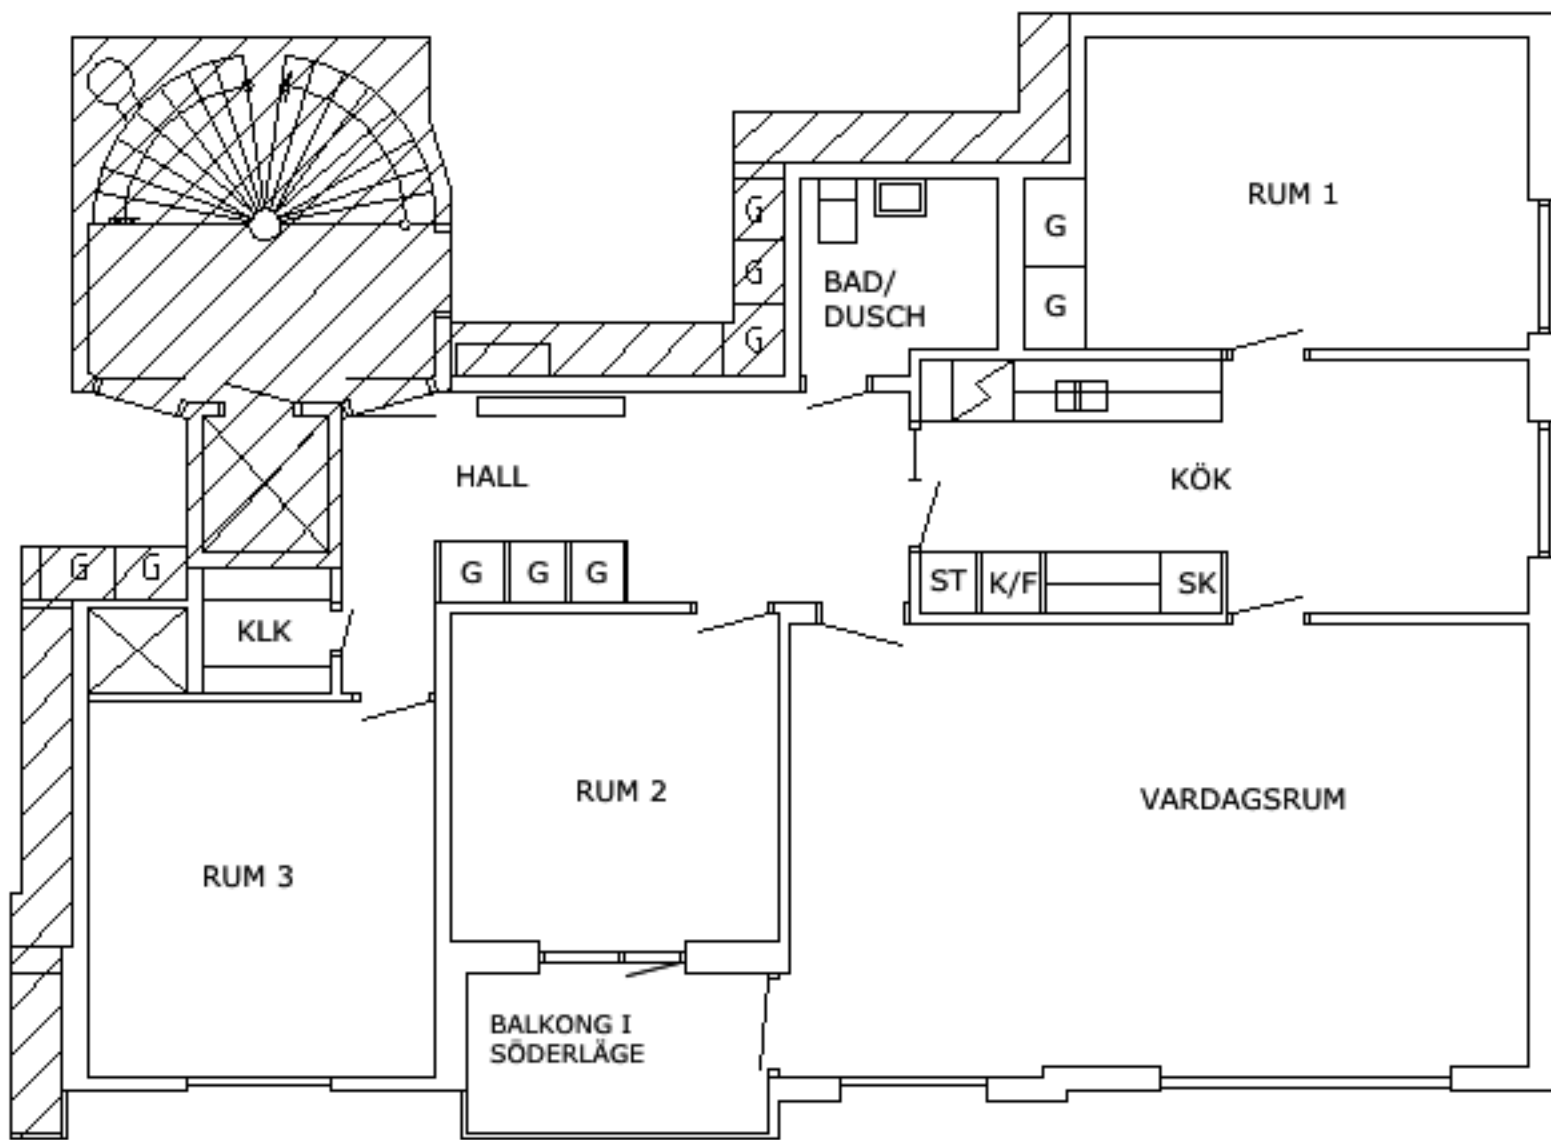 RUM 1
G
G
G
G
G
BAD/
DUSCH
HALL
KÖK
G
G
G
G
G
ST
K/F
SK
KLK
RUM 2
VARDAGSRUM
RUM 3
BALKONG I
SÖDERLÄGE